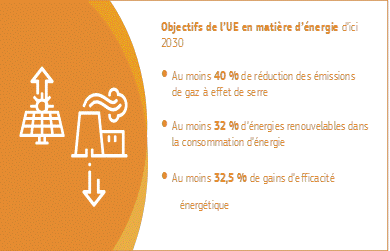 Objectifs de l'UE en matière d'énergie d'ici
2030
• Au moins 40 % de réduction des émissions
de gaz à effet de serre
• Au moins 32 % d'énergies renouvelables dans
la consommation d'énergie
• Au moins 32,5 % de gains d'efficacité
énergétique